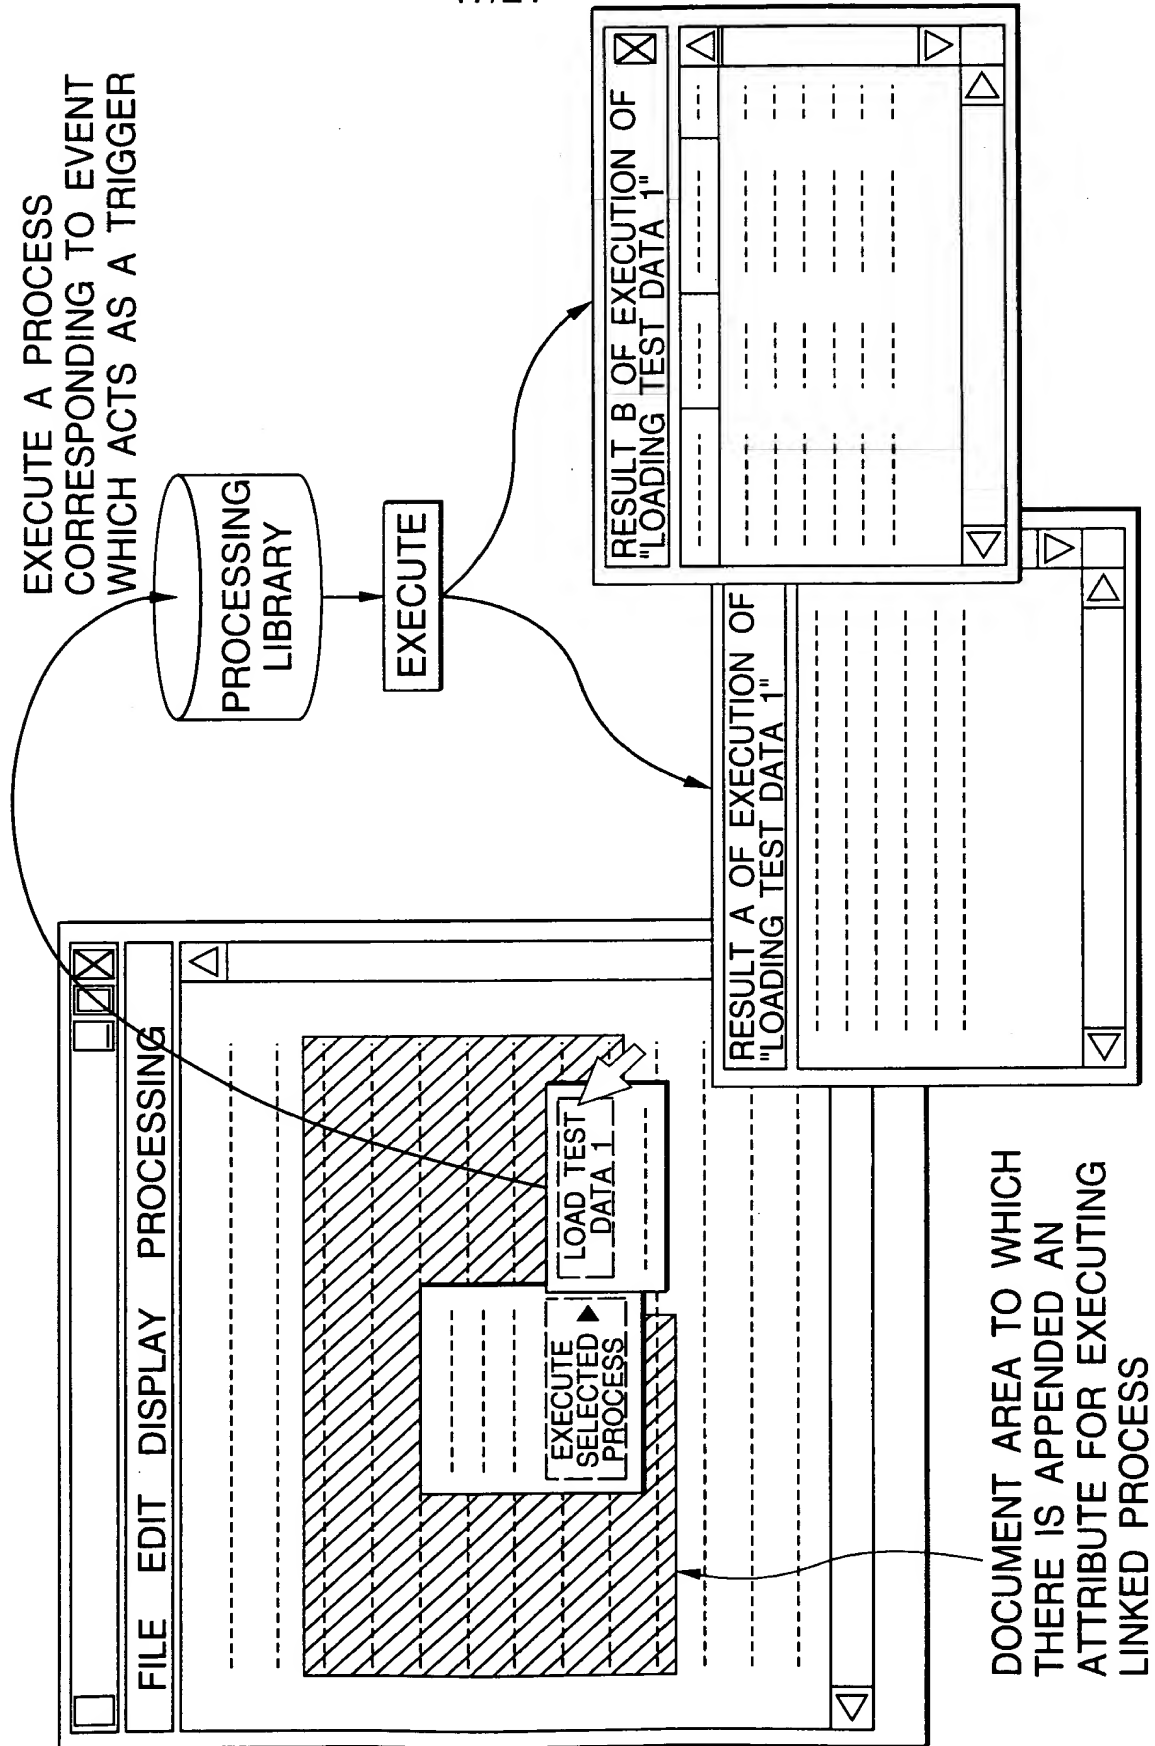 EXECUTE A PROCESS
CORRESPONDING TO EVENT
WHICH ACTS AS A TRIGGER
PROCESSING
LIBRARY
EXECUTE
FILE EDIT DISPLAY PROCESSING
EXECUTE
SELECTED ▶
PROCESS
LOAD TEST
DATA 1
RESULT A OF EXECUTION OF
"LOADING TEST DATA 1"
RESULT B OF EXECUTION OF
"LOADING TEST DATA 1"
DOCUMENT AREA TO WHICH
THERE IS APPENDED AN
ATTRIBUTE FOR EXECUTING
LINKED PROCESS